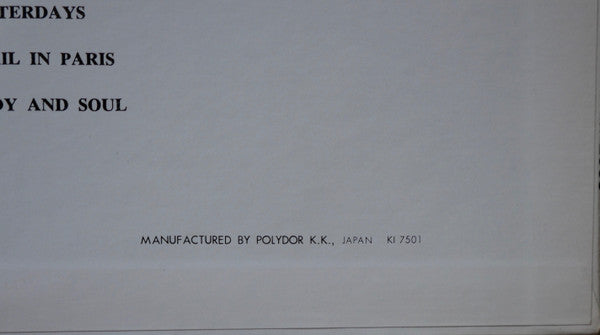 TERDAYS
IL IN PARIS
DY AND SOUL
MANUFACTURED BY POLYDOR K.K., JAPAN KI 7501